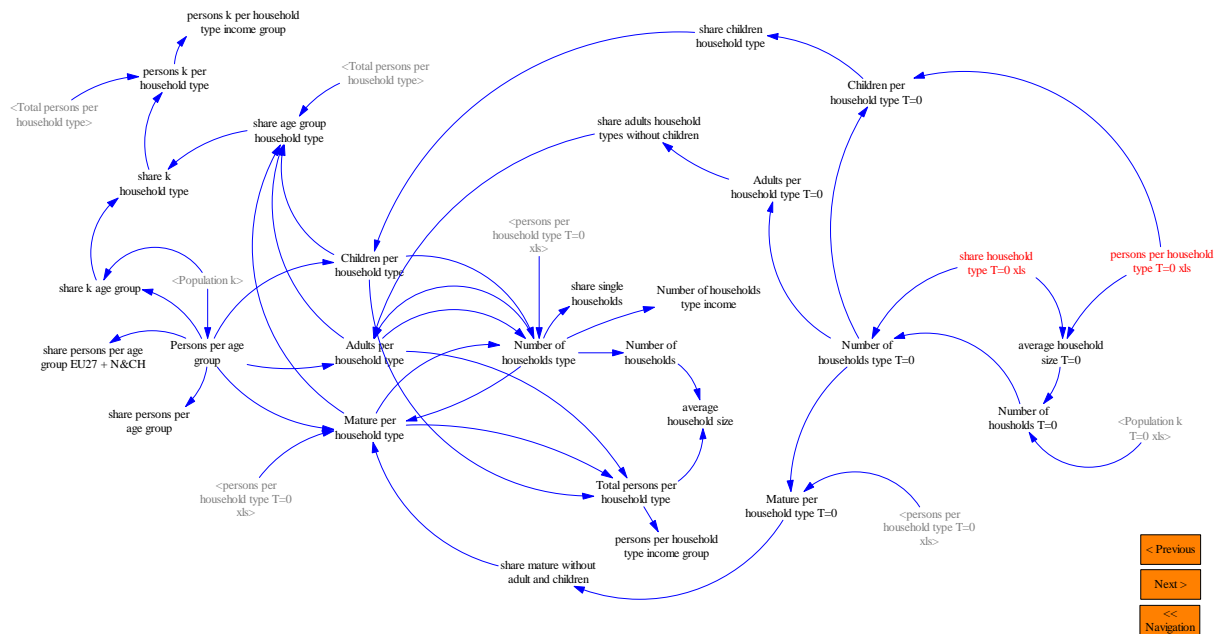 persons k per household
type income group
share children
household type
<Total persons per
household type>
persons k per
household type
Children per
household type T=0
<Total persons per
household type>
share age group
household type
share adults household
types without children
share k
household type
Adults per
household type T=0
<persons per
household type T=0
xls>
Children per
household type
share household
type T=0 xls
persons per household
type T=0 xls
<Population k>
share k age group
share single
households
Number of households
type income
share persons per age
group EU27 + N&CH
Persons per age
group
Adults per
household type
Number of
households type
Number of
households
Number of
households type T=0
average household
size T=0
share persons per
age group
Mature per
household type
average
household size
Number of
housholds T=0
<Population k
T=0 xls>
<persons per
household type T=0
xls>
Total persons per
household type
Mature per
household type T=0
<persons per
household type T=0
xls>
persons per household
type income group
share mature without
adult and children
< Previous
Next >
<<
Navigation